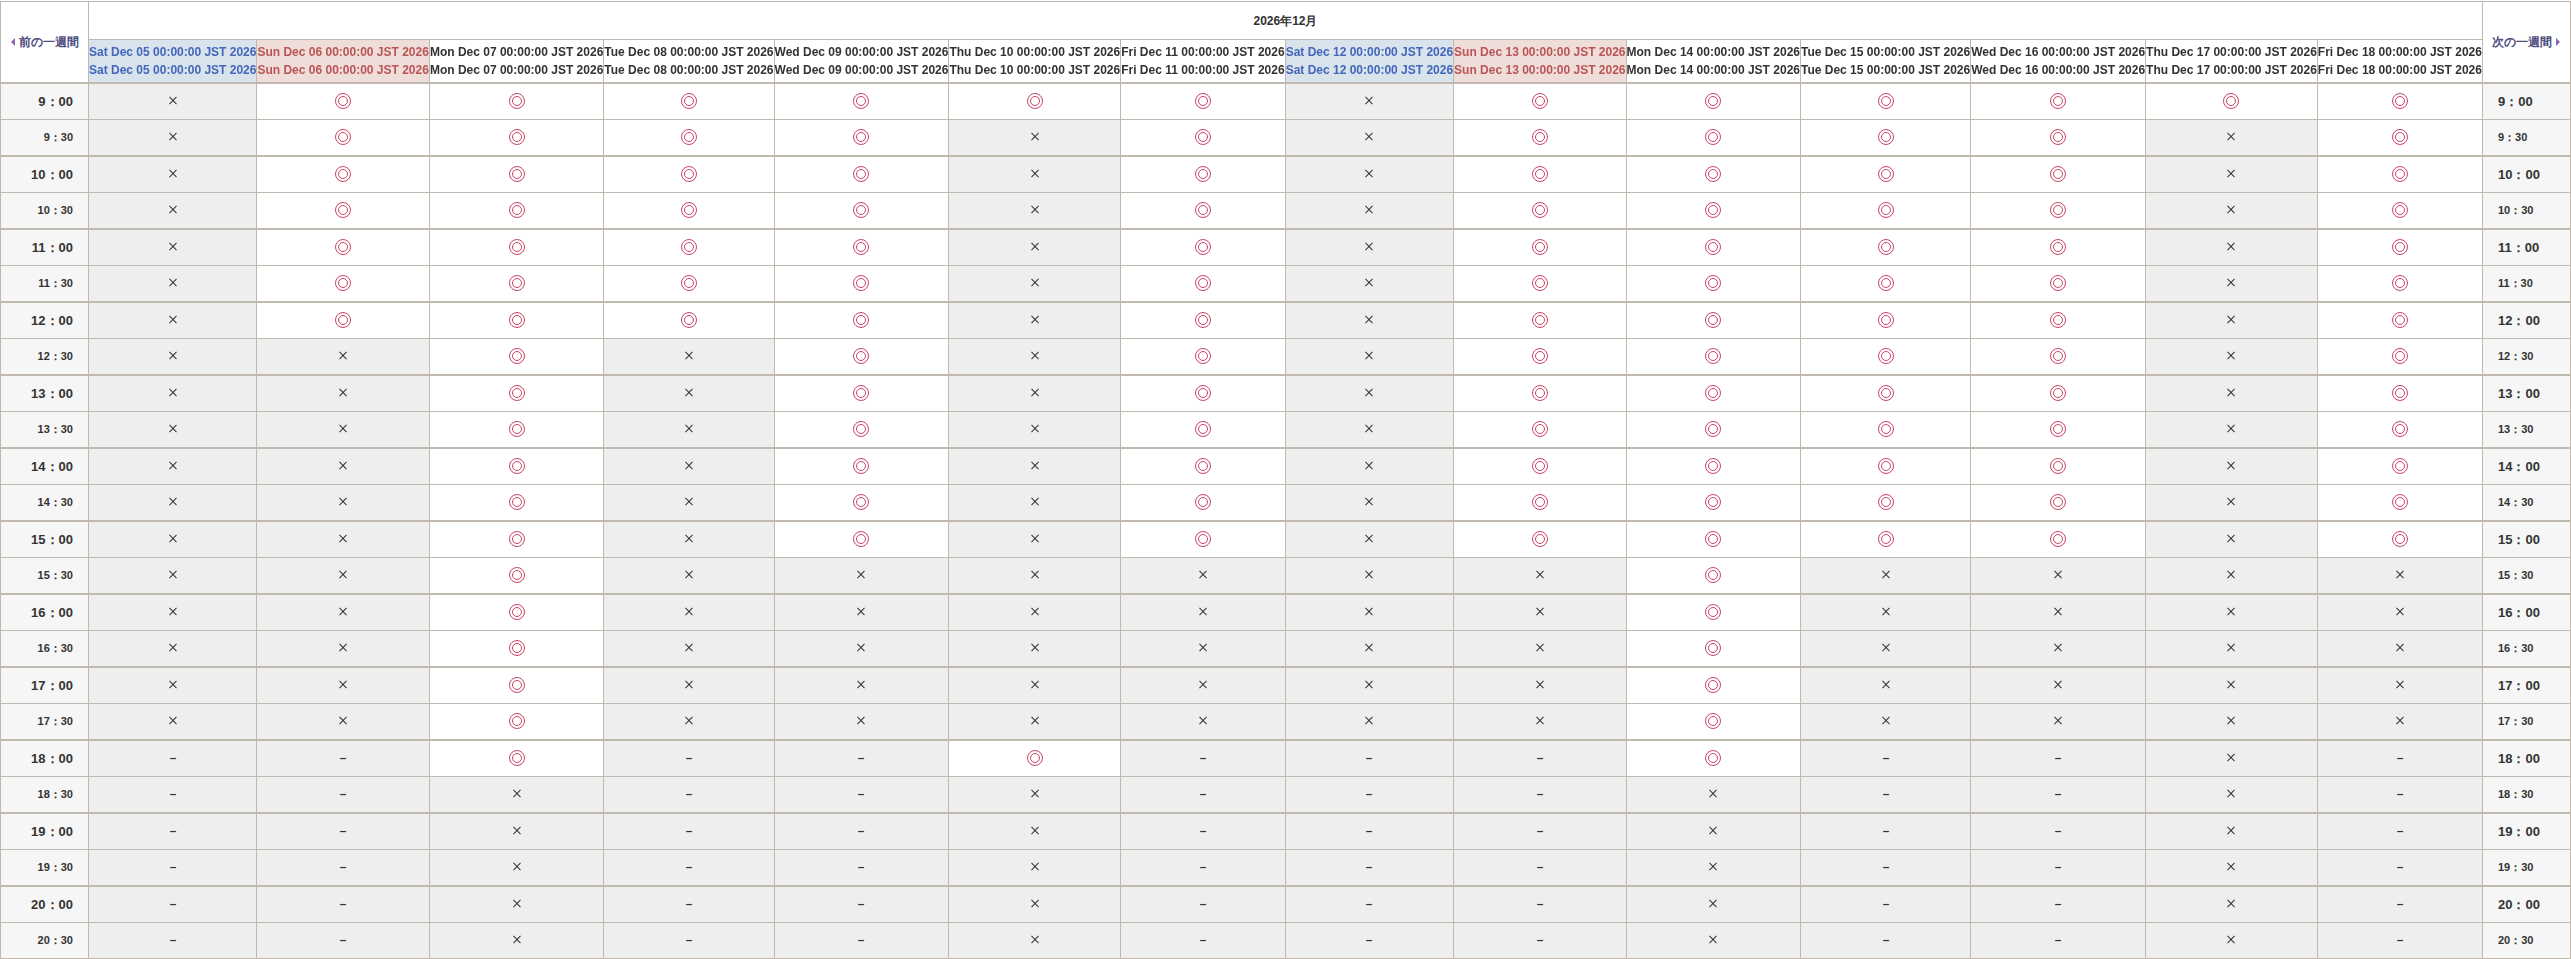 2026年12月
前の一週間
次の一週間
Sat Dec 05 00:00:00 JST 2026 Sun Dec 06 00:00:00 JST 2026 Mon Dec 07 00:00:00 JST 2026 Tue Dec 08 00:00:00 JST 2026 Wed Dec 09 00:00:00 JST 2026 Thu Dec 10 00:00:00 JST 2026 Fri Dec 11 00:00:00 JST 2026 Sat Dec 12 00:00:00 JST 2026 Sun Dec 13 00:00:00 JST 2026 Mon Dec 14 00:00:00 JST 2026 Tue Dec 15 00:00:00 JST 2026 Wed Dec 16 00:00:00 JST 2026 Thu Dec 17 00:00:00 JST 2026 Fri Dec 18 00:00:00 JST 2026
Sat Dec 05 00:00:00 JST 2026 Sun Dec 06 00:00:00 JST 2026 Mon Dec 07 00:00:00 JST 2026 Tue Dec 08 00:00:00 JST 2026 Wed Dec 09 00:00:00 JST 2026 Thu Dec 10 00:00:00 JST 2026 Fri Dec 11 00:00:00 JST 2026 Sat Dec 12 00:00:00 JST 2026 Sun Dec 13 00:00:00 JST 2026 Mon Dec 14 00:00:00 JST 2026 Tue Dec 15 00:00:00 JST 2026 Wed Dec 16 00:00:00 JST 2026 Thu Dec 17 00:00:00 JST 2026 Fri Dec 18 00:00:00 JST 2026
9：00 × ◎ ◎ ◎ ◎ ◎ ◎ × ◎ ◎ ◎ ◎ ◎ ◎ 9：00
9：30 × ◎ ◎ ◎ ◎ × ◎ × ◎ ◎ ◎ ◎ × ◎ 9：30
10：00 × ◎ ◎ ◎ ◎ × ◎ × ◎ ◎ ◎ ◎ × ◎ 10：00
10：30 × ◎ ◎ ◎ ◎ × ◎ × ◎ ◎ ◎ ◎ × ◎ 10：30
11：00 × ◎ ◎ ◎ ◎ × ◎ × ◎ ◎ ◎ ◎ × ◎ 11：00
11：30 × ◎ ◎ ◎ ◎ × ◎ × ◎ ◎ ◎ ◎ × ◎ 11：30
12：00 × ◎ ◎ ◎ ◎ × ◎ × ◎ ◎ ◎ ◎ × ◎ 12：00
12：30 × × ◎ × ◎ × ◎ × ◎ ◎ ◎ ◎ × ◎ 12：30
13：00 × × ◎ × ◎ × ◎ × ◎ ◎ ◎ ◎ × ◎ 13：00
13：30 × × ◎ × ◎ × ◎ × ◎ ◎ ◎ ◎ × ◎ 13：30
14：00 × × ◎ × ◎ × ◎ × ◎ ◎ ◎ ◎ × ◎ 14：00
14：30 × × ◎ × ◎ × ◎ × ◎ ◎ ◎ ◎ × ◎ 14：30
15：00 × × ◎ × ◎ × ◎ × ◎ ◎ ◎ ◎ × ◎ 15：00
15：30 × × ◎ × × × × × × ◎ × × × × 15：30
16：00 × × ◎ × × × × × × ◎ × × × × 16：00
16：30 × × ◎ × × × × × × ◎ × × × × 16：30
17：00 × × ◎ × × × × × × ◎ × × × × 17：00
17：30 × × ◎ × × × × × × ◎ × × × × 17：30
18：00 － － ◎ － － ◎ － － － ◎ － － × － 18：00
18：30 － － × － － × － － － × － － × － 18：30
19：00 － － × － － × － － － × － － × － 19：00
19：30 － － × － － × － － － × － － × － 19：30
20：00 － － × － － × － － － × － － × － 20：00
20：30 － － × － － × － － － × － － × － 20：30